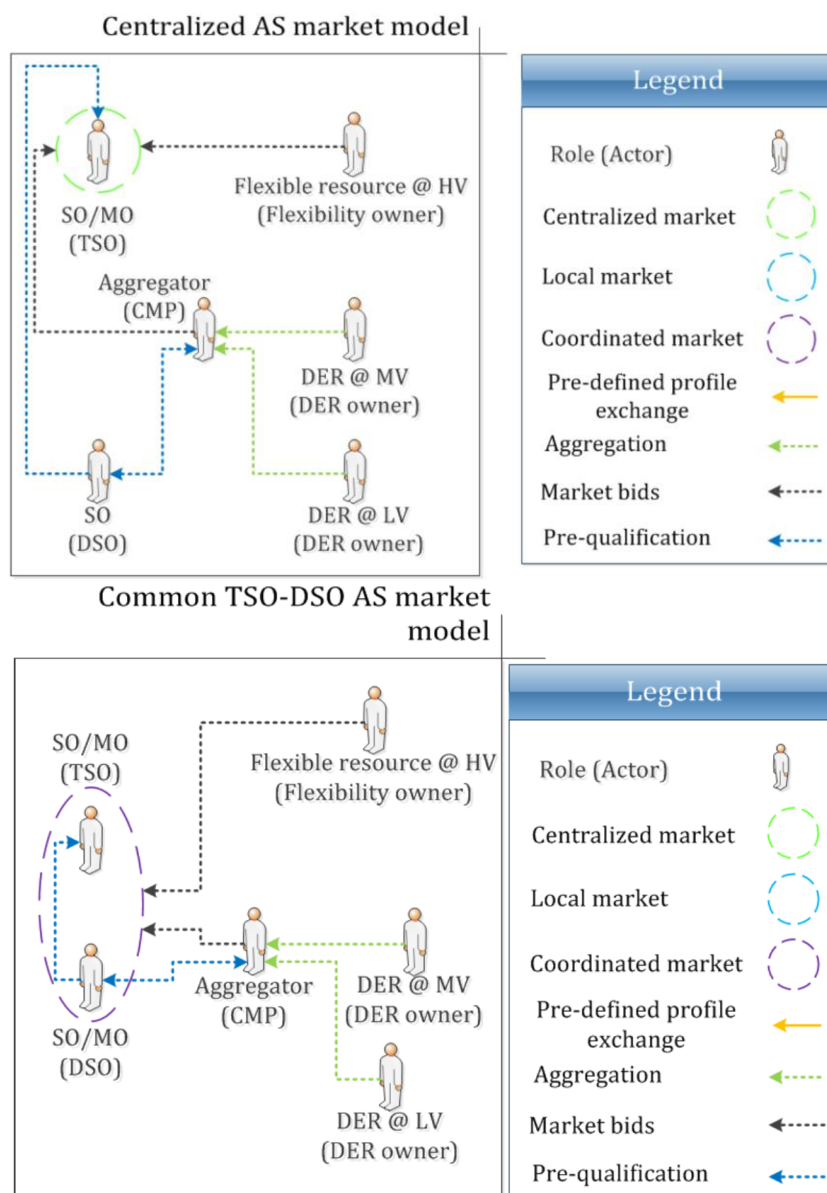 Centralized AS market model
SO/MO
(TSO)
Flexible resource @ HV
(Flexibility owner)
Aggregator
(CMP)
DER @ MV
(DER owner)
SO
(DSO)
DER @ LV
(DER owner)
Legend
Role (Actor)
Centralized market
Local market
Coordinated market
Pre-defined profile
exchange
Aggregation
Market bids
Pre-qualification
Common TSO-DSO AS market
model
SO/MO
(TSO)
Flexible resource @ HV
(Flexibility owner)
Aggregator
(CMP)
DER @ MV
(DER owner)
SO/MO
(DSO)
DER @ LV
(DER owner)
Legend
Role (Actor)
Centralized market
Local market
Coordinated market
Pre-defined profile
exchange
Aggregation
Market bids
Pre-qualification